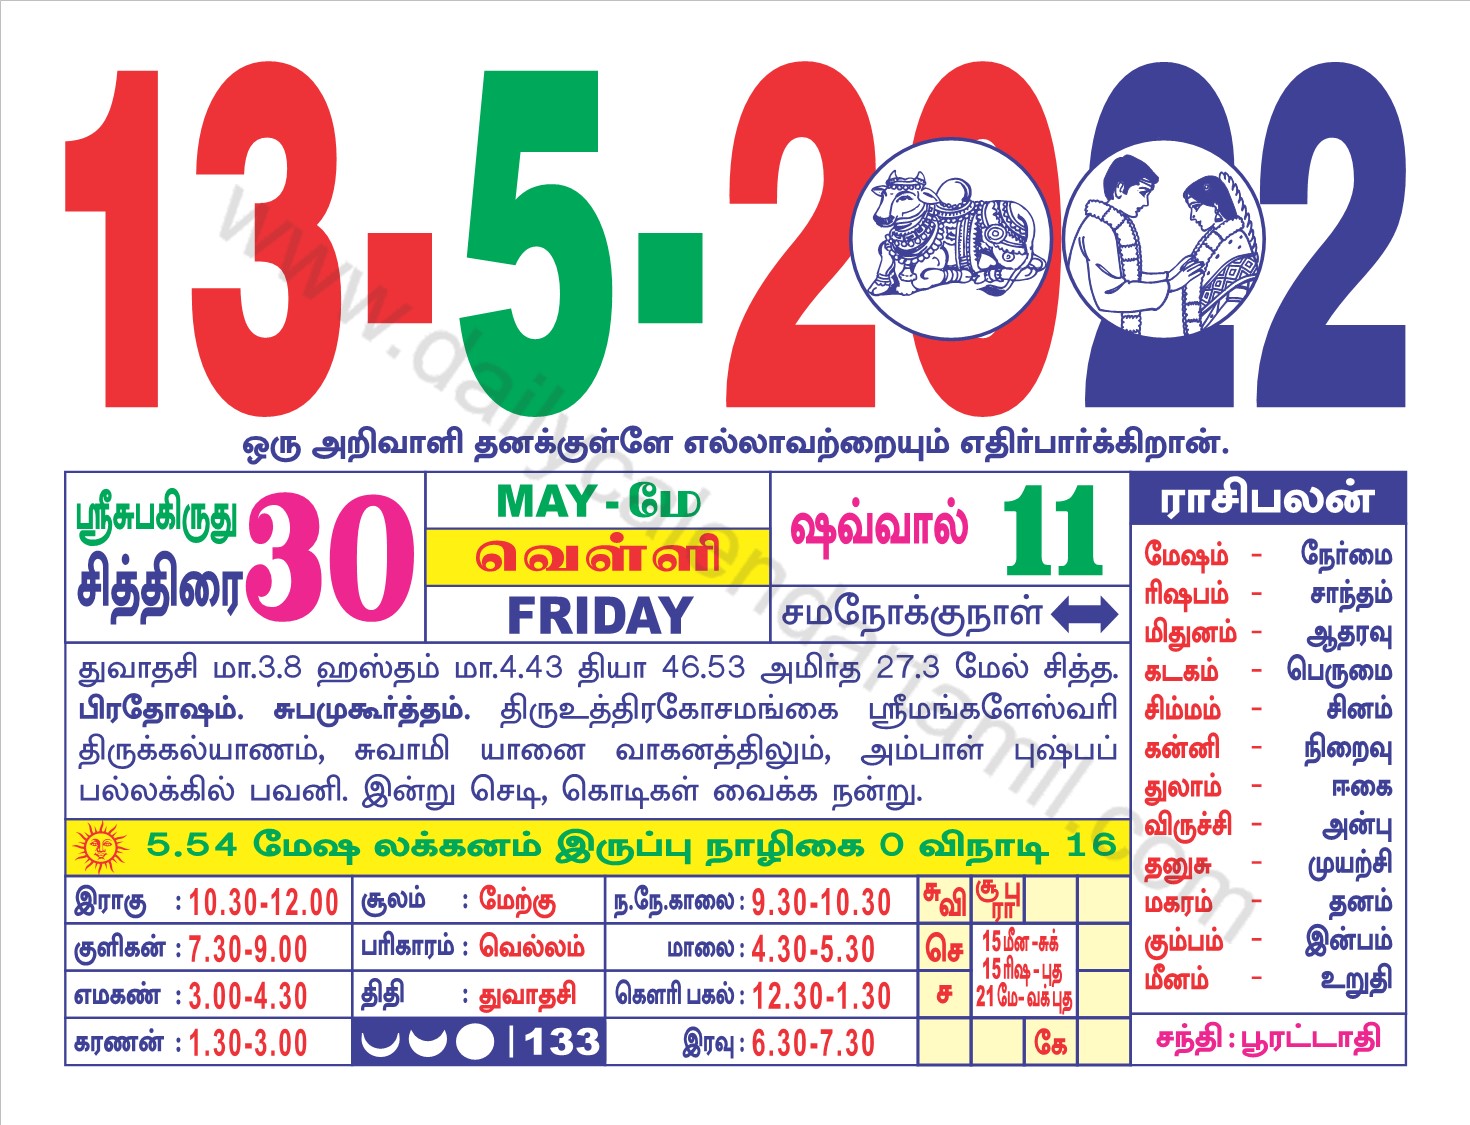 13-5-2022
ஒரு அறிவாளி தனக்குள்ளே எல்லாவற்றையும் எதிர்பார்க்கிறான்.
ஸ்ரீசுபகிருது
சித்திரை 30
MAY - மே
வெள்ளி
FRIDAY
ஷவ்வால் 11
சமநோக்குநாள்
துவாதசி மா.3.8 ஹஸ்தம் மா.4.43 தியா 46.53 அமிர்த 27.3 மேல் சித்த.
பிரதோஷம். சுபமுகூர்த்தம். திருஉத்திரகோசமங்கை ஸ்ரீமங்களேஸ்வரி
திருக்கல்யாணம், சுவாமி யானை வாகனத்திலும், அம்பாள் புஷ்பப்
பல்லக்கில் பவனி. இன்று செடி, கொடிகள் வைக்க நன்று.
5.54 மேஷ லக்கனம் இருப்பு நாழிகை 0 விநாடி 16
இராகு : 10.30-12.00
குளிகன் : 7.30-9.00
எமகண் : 3.00-4.30
கரணன் : 1.30-3.00
சூலம் : மேற்கு
பரிகாரம் : வெல்லம்
திதி : துவாதசி
133
ந.நே.காலை : 9.30-10.30
மாலை : 4.30-5.30
கௌரி பகல் : 12.30-1.30
இரவு : 6.30-7.30
சு வி
சூ பு ரா
செ
ச
கே
15 மீன -சுக்
15 ரிஷ - புத
21 மே- வக் புத
ராசிபலன்
மேஷம் - நேர்மை
ரிஷபம் - சாந்தம்
மிதுனம் - ஆதரவு
கடகம் - பெருமை
சிம்மம் - சினம்
கன்னி - நிறைவு
துலாம் - ஈகை
விருச்சி - அன்பு
தனுசு - முயற்சி
மகரம் - தனம்
கும்பம் - இன்பம்
மீனம் - உறுதி
சந்தி : பூரட்டாதி
www.dailycalendartamil.com